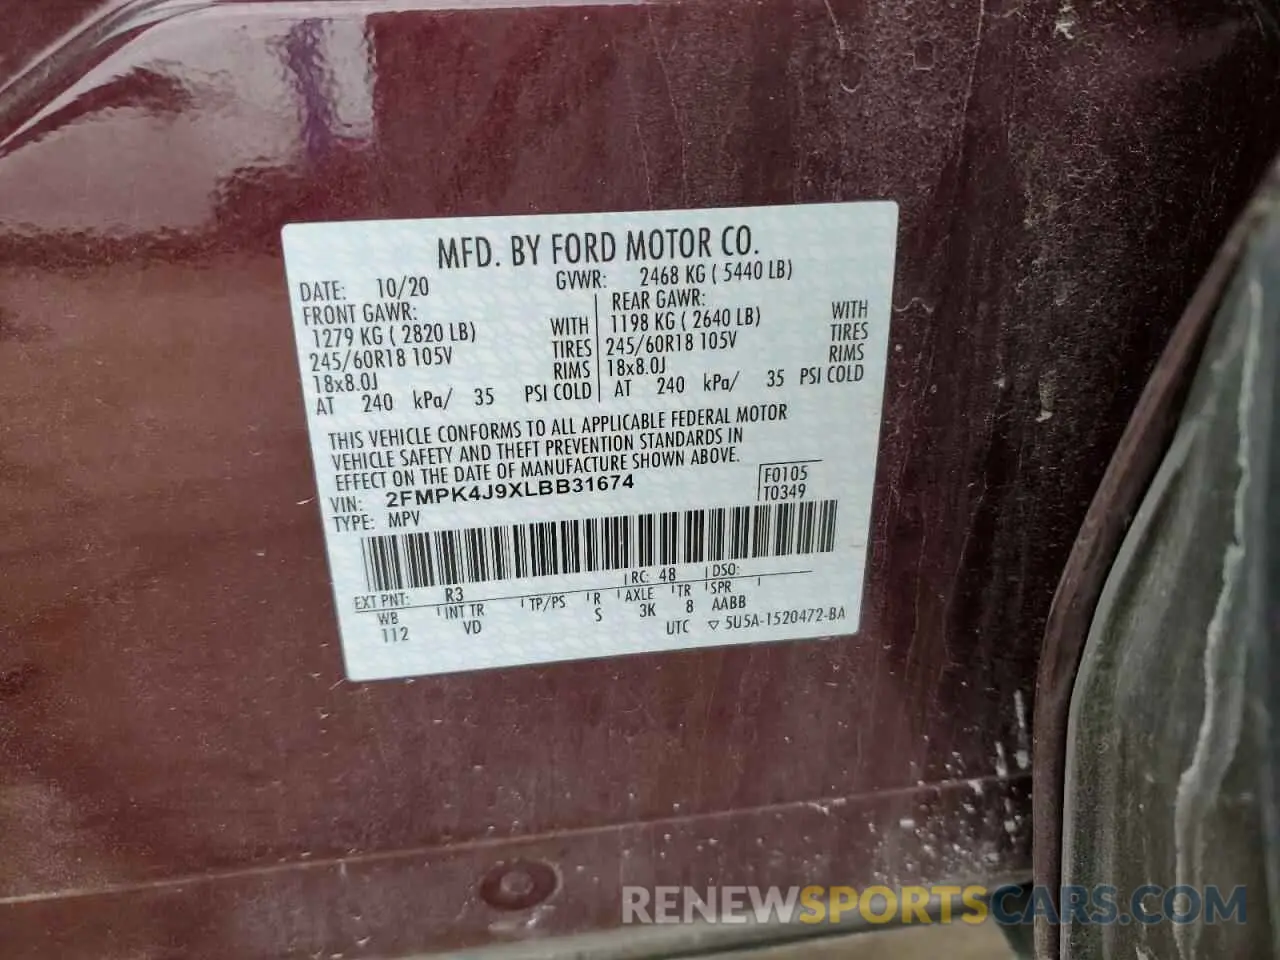 MFD. BY FORD MOTOR CO.
DATE: 10/20 GVWR: 2468 KG ( 5440 LB)
FRONT GAWR: REAR GAWR:
1279 KG ( 2820 LB) WITH 1198 KG ( 2640 LB) WITH
245/60R18 105V TIRES 245/60R18 105V TIRES
18x8.0J RIMS 18x8.0J RIMS
AT 240 kPa/ 35 PSI COLD AT 240 kPa/ 35 PSI COLD
THIS VEHICLE CONFORMS TO ALL APPLICABLE FEDERAL MOTOR
VEHICLE SAFETY AND THEFT PREVENTION STANDARDS IN
EFFECT ON THE DATE OF MANUFACTURE SHOWN ABOVE.
VIN: 2FMPK4J9XLBB31674 F0105
TYPE: MPV T0349
EXT PNT: R3 RC: 48 DSO:
WB INT TR TP/PS R AXLE TR SPR
112 VD S 3K 8 AABB
UTC ▽ 5U5A-1520472-BA
RENEWSPORTSCARS.COM